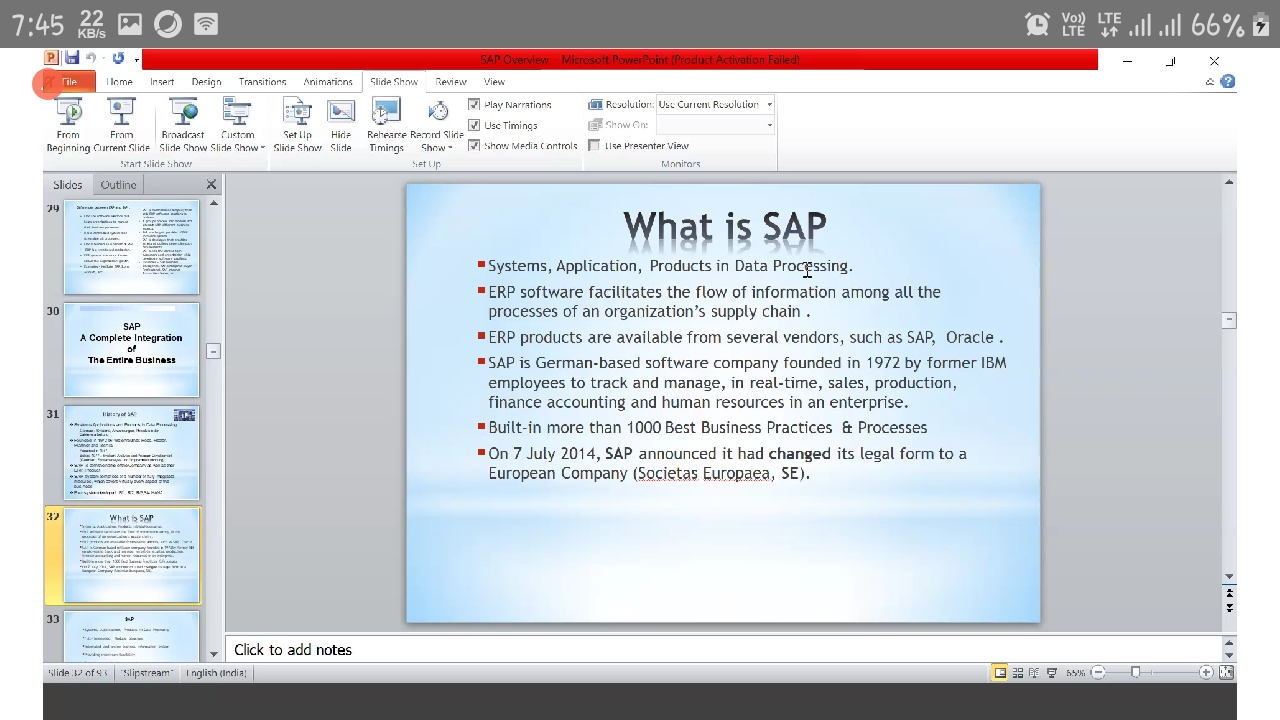 7:45 22 KB/s Vo) LTE LTE 66%
SAP Overview - Microsoft PowerPoint (Product Activation Failed)
File Home Insert Design Transitions Animations Slide Show Review View
From Beginning
From Current Slide
Broadcast Slide Show
Custom Slide Show
Set Up Slide Show
Hide Slide
Rehearse Timings
Record Slide Show
Play Narrations
Use Timings
Show Media Controls
Resolution: Use Current Resolution
Show On:
Use Presenter View
Start Slide Show Set Up Monitors
Slides Outline
29
30
SAP
A Complete Integration
of
The Entire Business
31
History of SAP
32
What is SAP
33
SAP
What is SAP
Systems, Application, Products in Data Processing.
ERP software facilitates the flow of information among all the
processes of an organization's supply chain .
ERP products are available from several vendors, such as SAP, Oracle .
SAP is German-based software company founded in 1972 by former IBM
employees to track and manage, in real-time, sales, production,
finance accounting and human resources in an enterprise.
Built-in more than 1000 Best Business Practices & Processes
On 7 July 2014, SAP announced it had changed its legal form to a
European Company (Societas Europaea, SE).
Click to add notes
Slide 32 of 93 "Slipstream" English (India) 65%